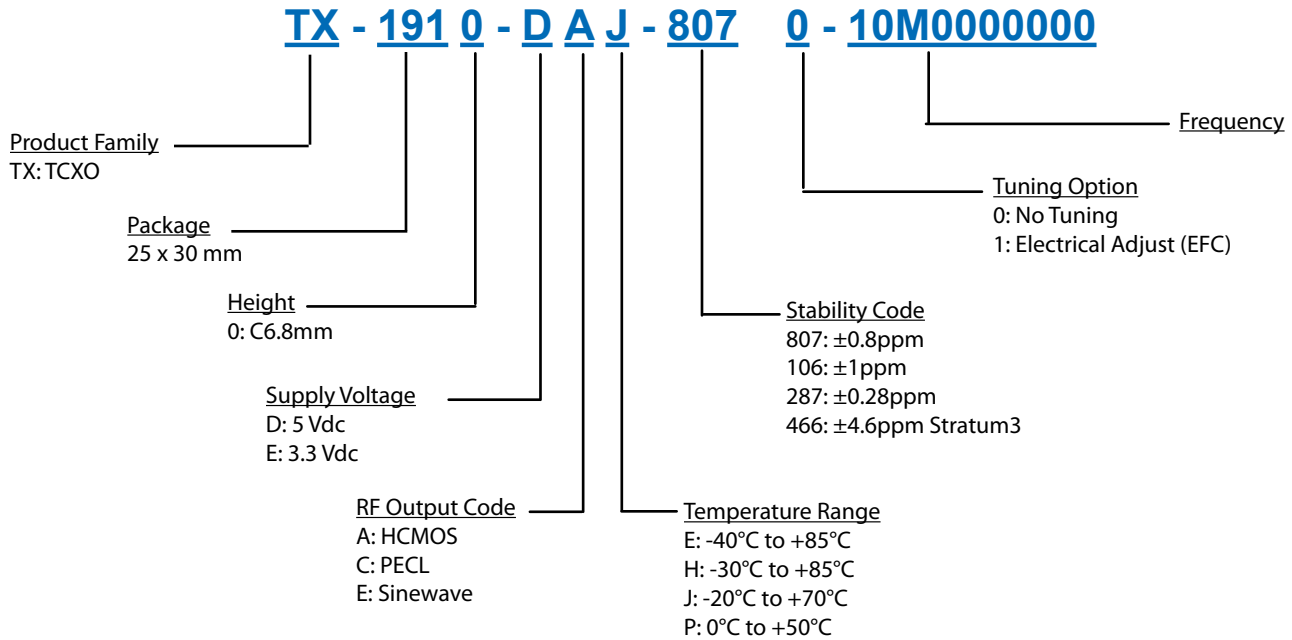 TX - 191 0 - D A J - 807 0 - 10M0000000
Product Family
TX: TCXO
Package
25 x 30 mm
Height
0: C6.8mm
Supply Voltage
D: 5 Vdc
E: 3.3 Vdc
RF Output Code
A: HCMOS
C: PECL
E: Sinewave
Temperature Range
E: -40°C to +85°C
H: -30°C to +85°C
J: -20°C to +70°C
P: 0°C to +50°C
Stability Code
807: ±0.8ppm
106: ±1ppm
287: ±0.28ppm
466: ±4.6ppm Stratum3
Tuning Option
0: No Tuning
1: Electrical Adjust (EFC)
Frequency